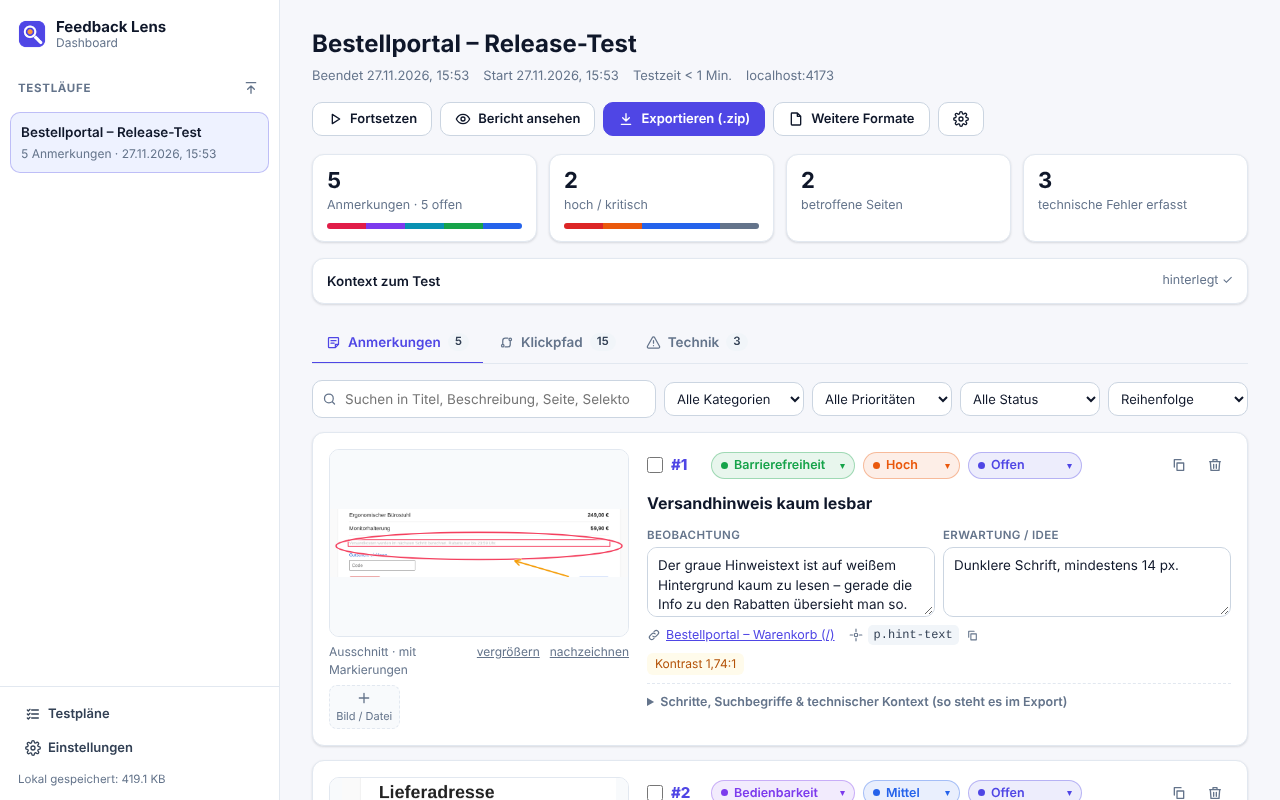 Feedback Lens
Dashboard
TESTLÄUFE
Bestellportal – Release-Test
5 Anmerkungen · 27.11.2026, 15:53
Testpläne
Einstellungen
Lokal gespeichert: 419.1 KB
Bestellportal – Release-Test
Beendet 27.11.2026, 15:53 Start 27.11.2026, 15:53 Testzeit < 1 Min. localhost:4173
Fortsetzen Bericht ansehen Exportieren (.zip) Weitere Formate
5
Anmerkungen · 5 offen
2
hoch / kritisch
2
betroffene Seiten
3
technische Fehler erfasst
Kontext zum Test hinterlegt ✓
Anmerkungen 5 Klickpfad 15 Technik 3
Suchen in Titel, Beschreibung, Seite, Selekto Alle Kategorien Alle Prioritäten Alle Status Reihenfolge
Ergonomischer Bürostuhl 249,00 €
Monitorhalterung 59,90 €
Code
Ausschnitt · mit Markierungen
vergrößern nachzeichnen
Bild / Datei
#1 Barrierefreiheit Hoch Offen
Versandhinweis kaum lesbar
BEOBACHTUNG
Der graue Hinweistext ist auf weißem
Hintergrund kaum zu lesen – gerade die
Info zu den Rabatten übersieht man so.
ERWARTUNG / IDEE
Dunklere Schrift, mindestens 14 px.
Bestellportal – Warenkorb (/) p.hint-text
Kontrast 1,74:1
Schritte, Suchbegriffe & technischer Kontext (so steht es im Export)
Lieferadresse
#2 Bedienbarkeit Mittel Offen